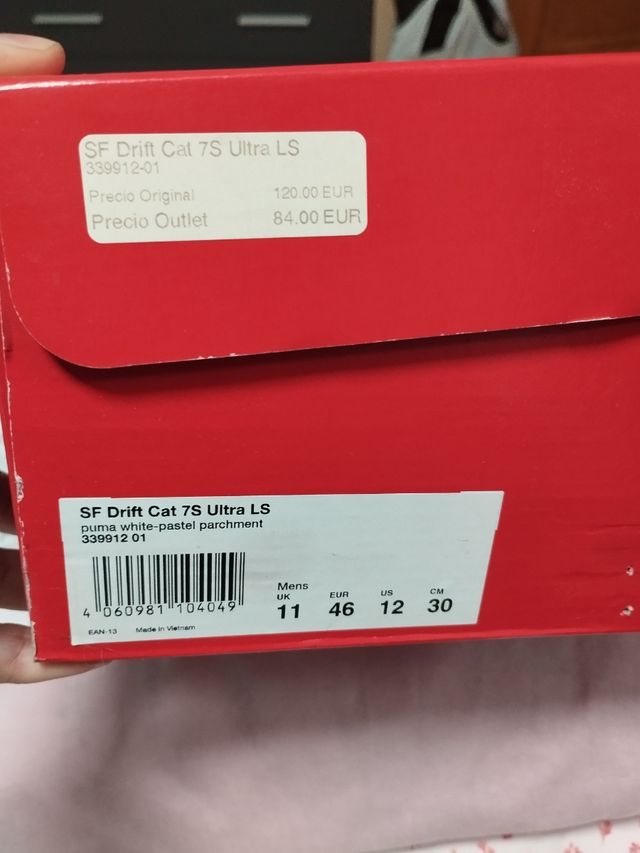 SF Drift Cat 7S Ultra LS
339912-01
Precio Original 120.00 EUR
Precio Outlet 84.00 EUR
SF Drift Cat 7S Ultra LS
puma white-pastel parchment
339912 01
4 060981 104049
EAN-13 Made in Vietnam
Mens
UK EUR US CM
11 46 12 30